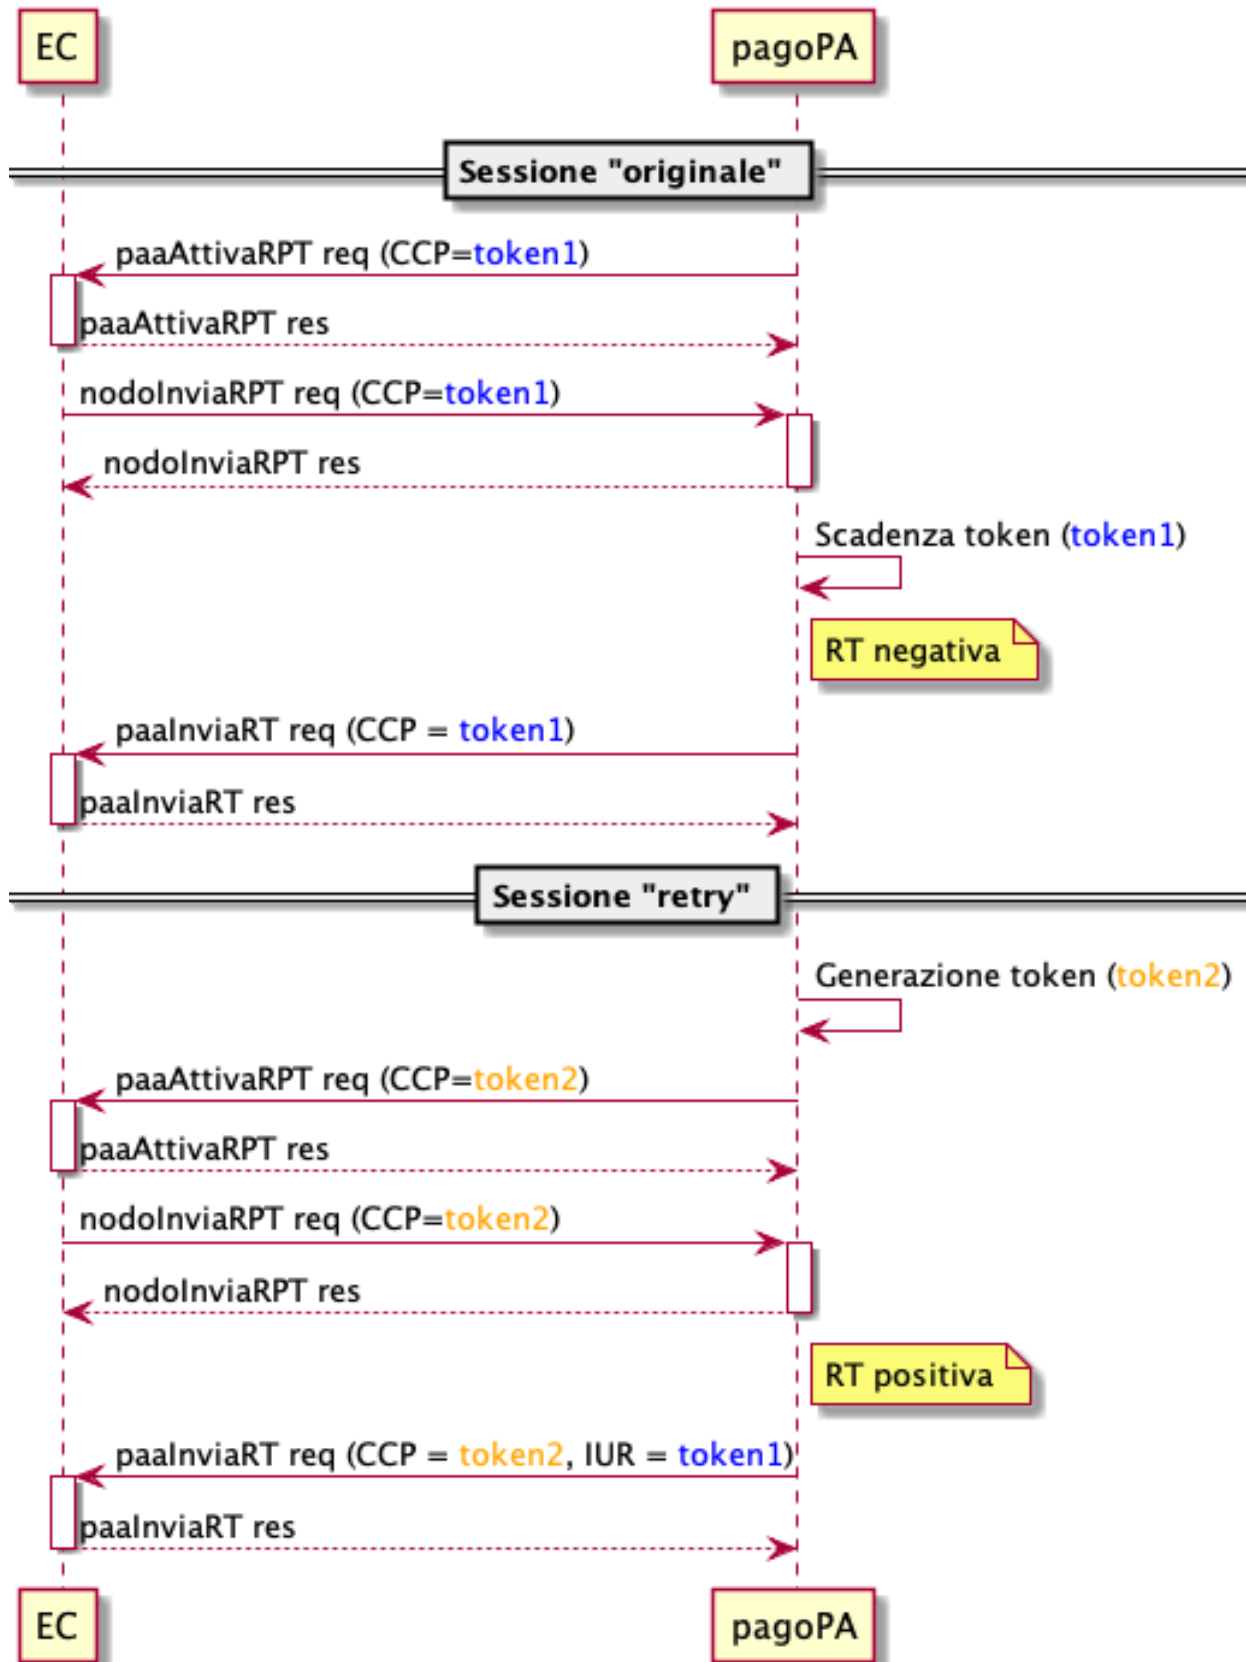 EC
pagoPA
Sessione "originale"
paaAttivaRPT req (CCP=token1)
paaAttivaRPT res
nodoInviaRPT req (CCP=token1)
nodoInviaRPT res
Scadenza token (token1)
RT negativa
paaInviaRT req (CCP = token1)
paaInviaRT res
Sessione "retry"
Generazione token (token2)
paaAttivaRPT req (CCP=token2)
paaAttivaRPT res
nodoInviaRPT req (CCP=token2)
nodoInviaRPT res
RT positiva
paaInviaRT req (CCP = token2, IUR = token1)
paaInviaRT res
EC
pagoPA